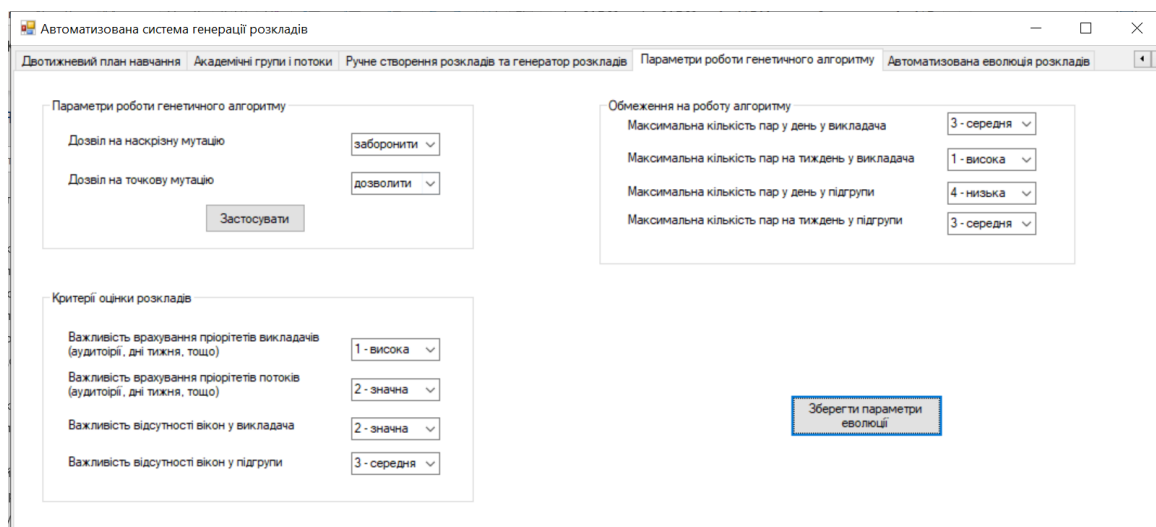 Автоматизована система генерації розкладів
Двотижневий план навчання
Академічні групи і потоки
Ручне створення розкладів та генератор розкладів
Параметри роботи генетичного алгоритму
Автоматизована еволюція розкладів
Параметри роботи генетичного алгоритму
Дозвіл на наскрізну мутацію
заборонити
Дозвіл на точкову мутацію
дозволити
Застосувати
Обмеження на роботу алгоритму
Максимальна кількість пар у день у викладача
3 - середня
Максимальна кількість пар на тиждень у викладача
1 - висока
Максимальна кількість пар у день у підгрупи
4 - низька
Максимальна кількість пар на тиждень у підгрупи
3 - середня
Критерії оцінки розкладів
Важливість врахування пріорітетів викладачів
(аудиторії, дні тижня, тощо)
1 - висока
Важливість врахування пріорітетів потоків
(аудиторії, дні тижня, тощо)
2 - значна
Важливість відсутності вікон у викладача
2 - значна
Важливість відсутності вікон у підгрупи
3 - середня
Зберегти параметри
еволюції